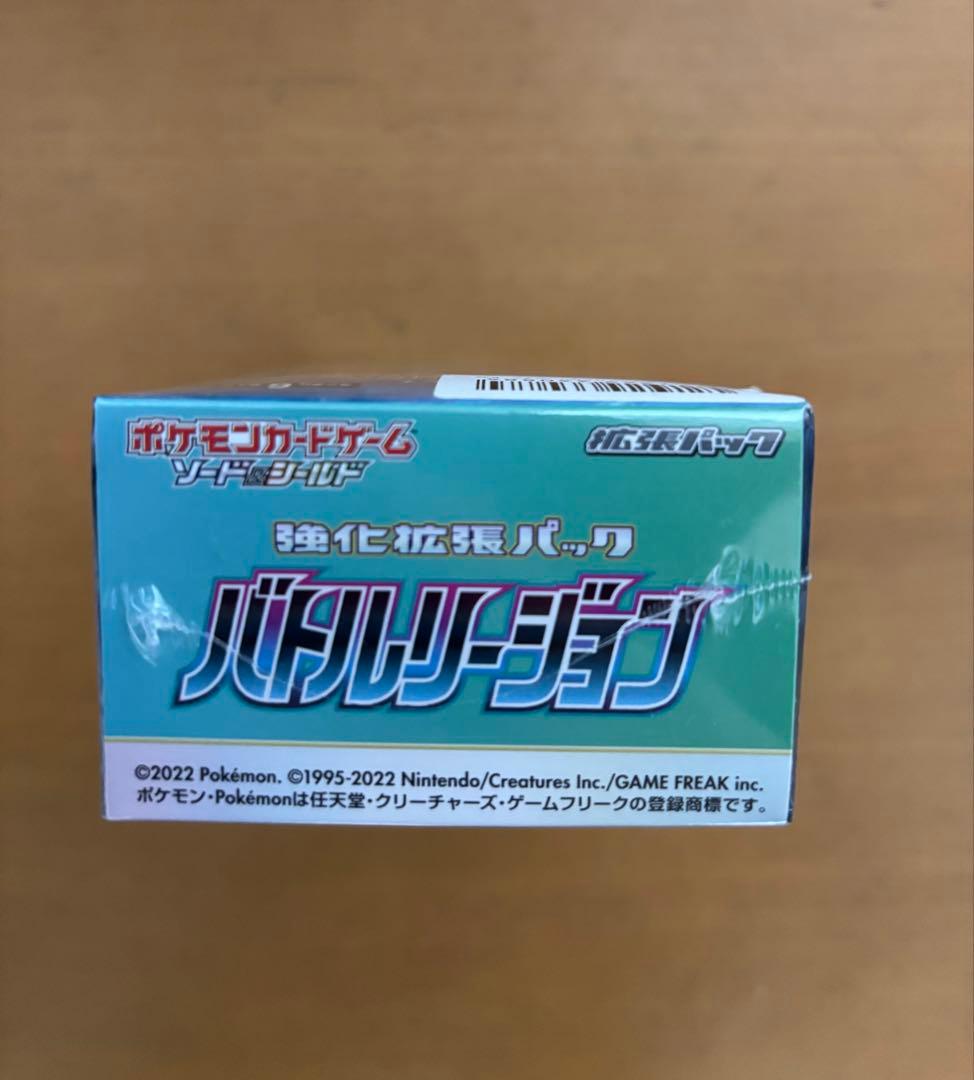 ポケモンカードゲーム
ソード&シールド
拡張パック
強化拡張パック
バトルリージョン
©2022 Pokémon. ©1995-2022 Nintendo/Creatures Inc./GAME FREAK inc.
ポケモン・Pokémonは任天堂・クリーチャーズ・ゲームフリークの登録商標です。